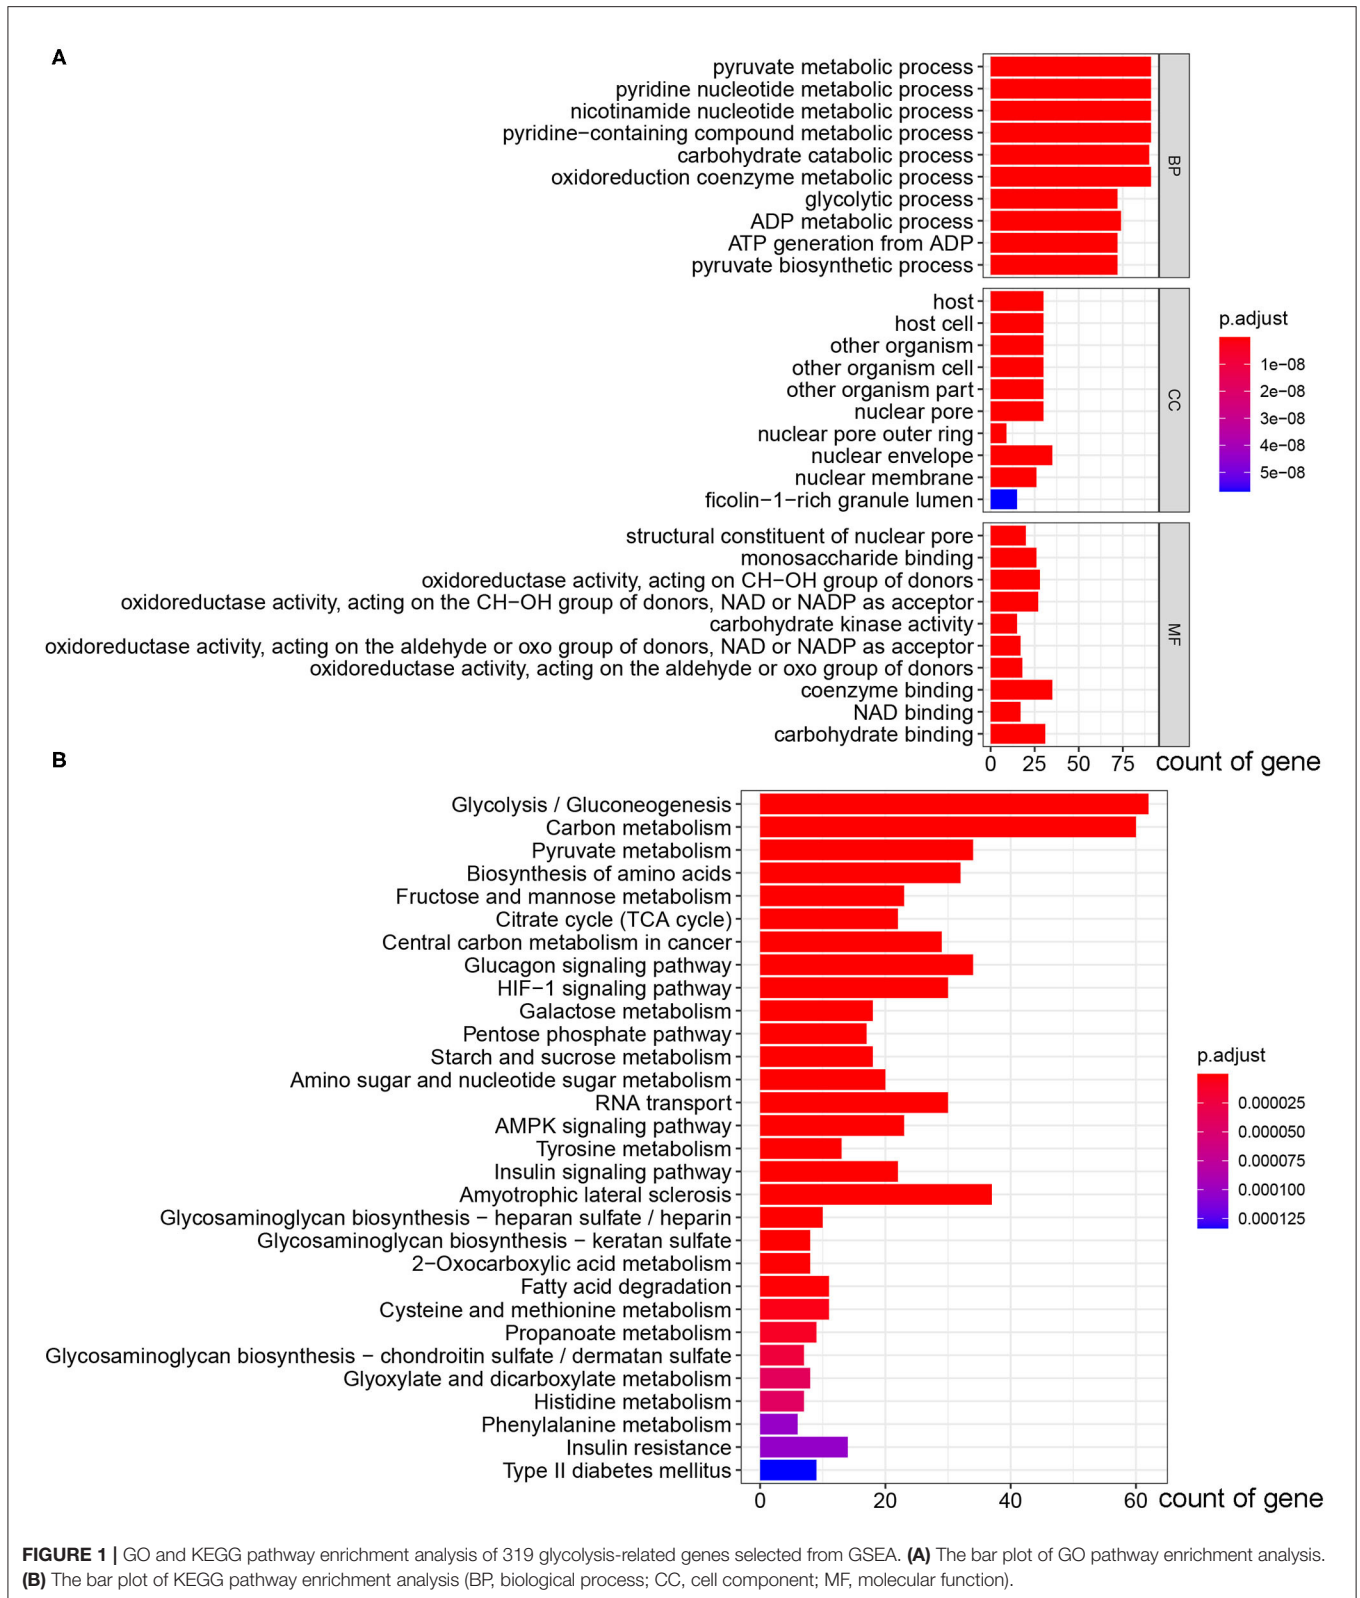 A
pyruvate metabolic process
pyridine nucleotide metabolic process
nicotinamide nucleotide metabolic process
pyridine−containing compound metabolic process
carbohydrate catabolic process
oxidoreduction coenzyme metabolic process
glycolytic process
ADP metabolic process
ATP generation from ADP
pyruvate biosynthetic process
BP
host
host cell
other organism
other organism cell
other organism part
nuclear pore
nuclear pore outer ring
nuclear envelope
nuclear membrane
ficolin−1−rich granule lumen
CC
structural constituent of nuclear pore
monosaccharide binding
oxidoreductase activity, acting on CH−OH group of donors
oxidoreductase activity, acting on the CH−OH group of donors, NAD or NADP as acceptor
carbohydrate kinase activity
oxidoreductase activity, acting on the aldehyde or oxo group of donors, NAD or NADP as acceptor
oxidoreductase activity, acting on the aldehyde or oxo group of donors
coenzyme binding
NAD binding
carbohydrate binding
MF
0 25 50 75 count of gene
p.adjust
1e−08
2e−08
3e−08
4e−08
5e−08
B
Glycolysis / Gluconeogenesis
Carbon metabolism
Pyruvate metabolism
Biosynthesis of amino acids
Fructose and mannose metabolism
Citrate cycle (TCA cycle)
Central carbon metabolism in cancer
Glucagon signaling pathway
HIF−1 signaling pathway
Galactose metabolism
Pentose phosphate pathway
Starch and sucrose metabolism
Amino sugar and nucleotide sugar metabolism
RNA transport
AMPK signaling pathway
Tyrosine metabolism
Insulin signaling pathway
Amyotrophic lateral sclerosis
Glycosaminoglycan biosynthesis − heparan sulfate / heparin
Glycosaminoglycan biosynthesis − keratan sulfate
2−Oxocarboxylic acid metabolism
Fatty acid degradation
Cysteine and methionine metabolism
Propanoate metabolism
Glycosaminoglycan biosynthesis − chondroitin sulfate / dermatan sulfate
Glyoxylate and dicarboxylate metabolism
Histidine metabolism
Phenylalanine metabolism
Insulin resistance
Type II diabetes mellitus
0 20 40 60 count of gene
p.adjust
0.000025
0.000050
0.000075
0.000100
0.000125
FIGURE 1 | GO and KEGG pathway enrichment analysis of 319 glycolysis-related genes selected from GSEA. (A) The bar plot of GO pathway enrichment analysis.
(B) The bar plot of KEGG pathway enrichment analysis (BP, biological process; CC, cell component; MF, molecular function).